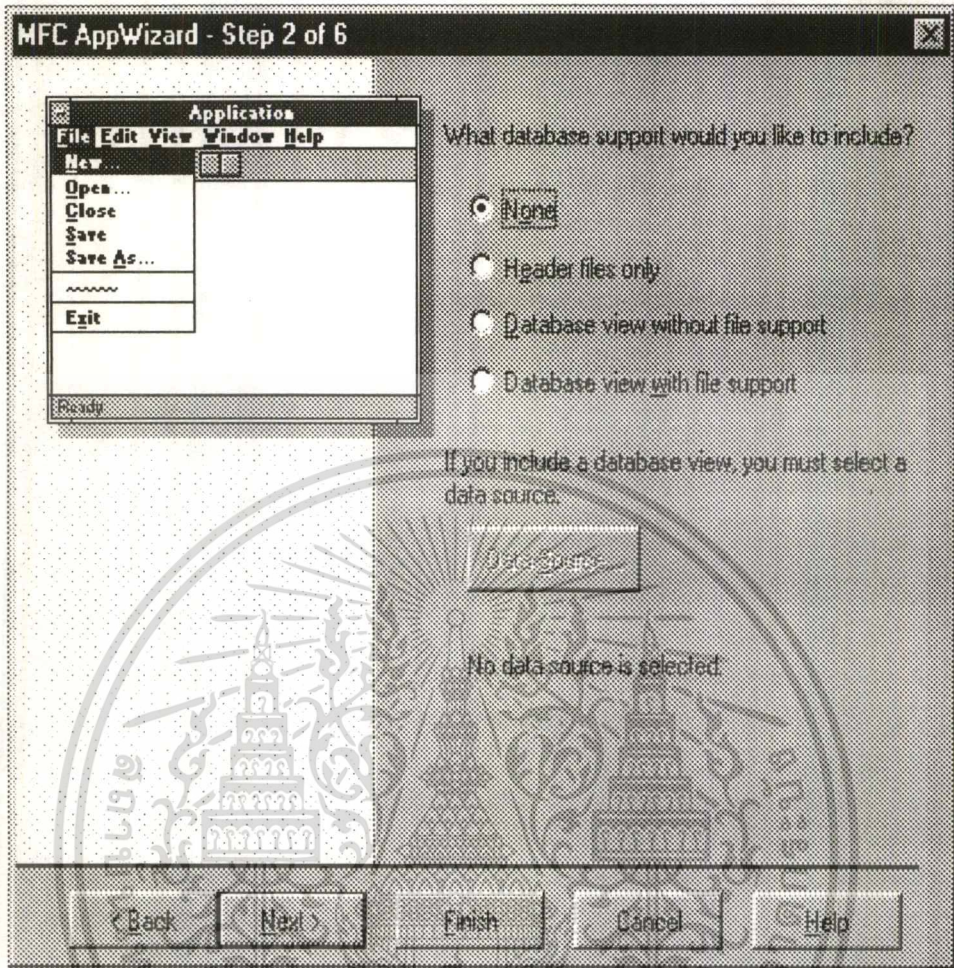 MFC AppWizard - Step 2 of 6
Application
File Edit View Window Help
New...
Open...
Close
Save
Save As...
Exit
Ready
What database support would you like to include?
None
Header files only
Database view without file support
Database view with file support
If you include a database view, you must select a
data source.
Data Source...
No data source is selected.
< Back
Next >
Finish
Cancel
Help